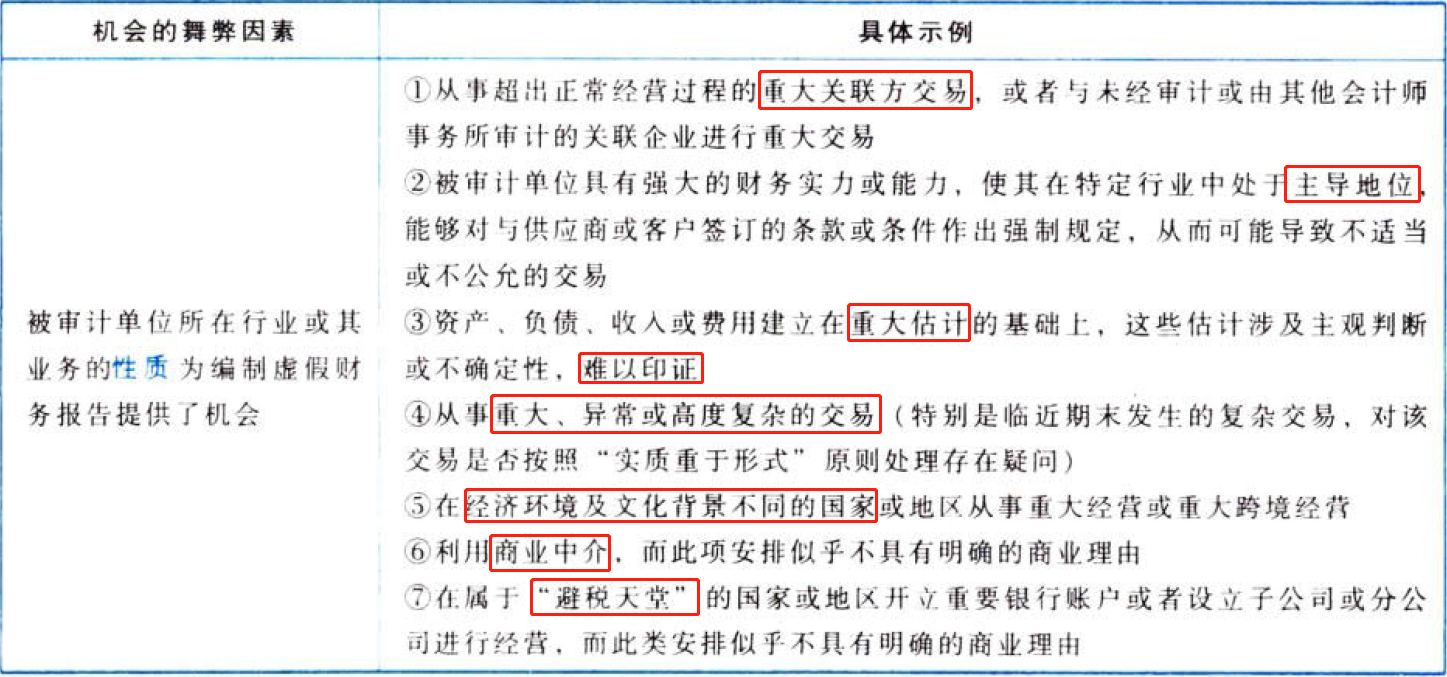 机会的舞弊因素
具体示例
被审计单位所在行业或其
业务的性质为编制虚假财
务报告提供了机会
①从事超出正常经营过程的重大关联方交易，或者与未经审计或由其他会计师
事务所审计的关联企业进行重大交易
②被审计单位具有强大的财务实力或能力，使其在特定行业中处于主导地位，
能够对与供应商或客户签订的条款或条件作出强制规定，从而可能导致不适当
或不公允的交易
③资产、负债、收入或费用建立在重大估计的基础上，这些估计涉及主观判断
或不确定性，难以印证
④从事重大、异常或高度复杂的交易（特别是临近期末发生的复杂交易，对该
交易是否按照“实质重于形式”原则处理存在疑问）
⑤在经济环境及文化背景不同的国家或地区从事重大经营或重大跨境经营
⑥利用商业中介，而此项安排似乎不具有明确的商业理由
⑦在属于“避税天堂”的国家或地区开立重要银行账户或者设立子公司或分公
司进行经营，而此类安排似乎不具有明确的商业理由